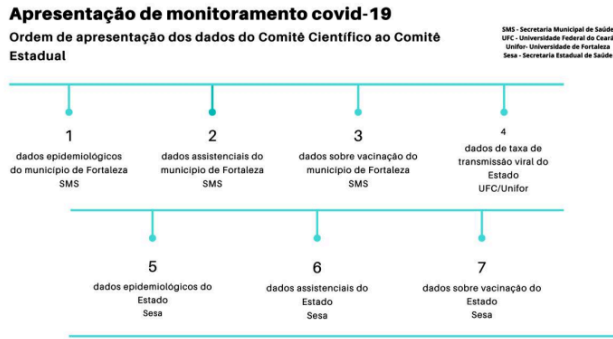 Apresentação de monitoramento covid-19
Ordem de apresentação dos dados do Comitê Científico ao Comitê
Estadual
SMS - Secretaria Municipal de Saúde
UFC - Universidade Federal do Ceará
Unifor- Universidade de Fortaleza
Sesa - Secretaria Estadual de Saúde
1
dados epidemiológicos
do município de Fortaleza
SMS
2
dados assistenciais do
município de Fortaleza
SMS
3
dados sobre vacinação do
município de Fortaleza
SMS
4
dados de taxa de
transmissão viral do
Estado
UFC/Unifor
5
dados epidemiológicos do
Estado
Sesa
6
dados assistenciais do
Estado
Sesa
7
dados sobre vacinação do
Estado
Sesa